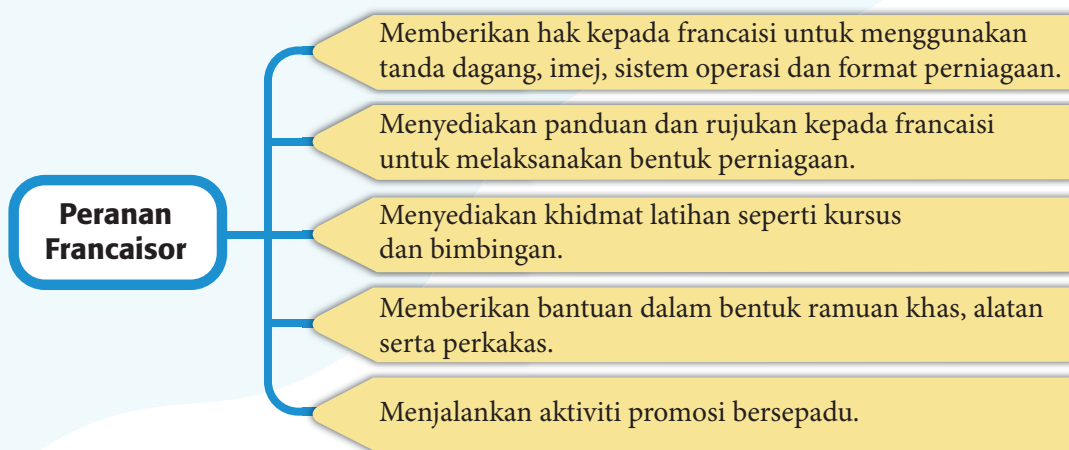 Peranan
Francaisor
Memberikan hak kepada francaisi untuk menggunakan
tanda dagang, imej, sistem operasi dan format perniagaan.
Menyediakan panduan dan rujukan kepada francaisi
untuk melaksanakan bentuk perniagaan.
Menyediakan khidmat latihan seperti kursus
dan bimbingan.
Memberikan bantuan dalam bentuk ramuan khas, alatan
serta perkakas.
Menjalankan aktiviti promosi bersepadu.